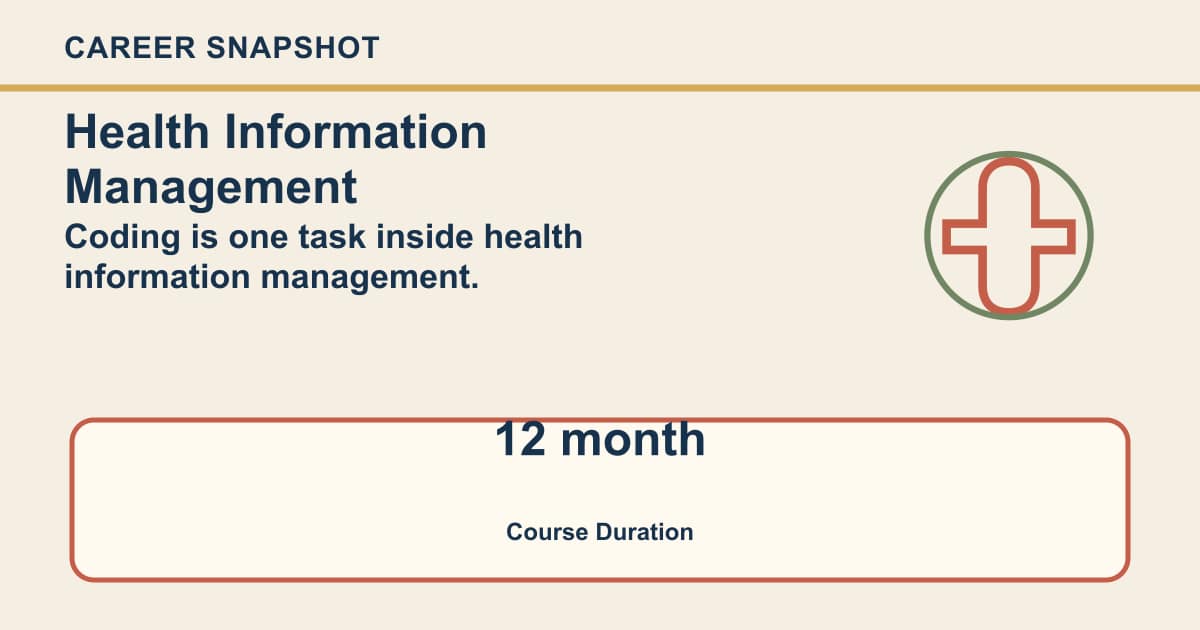 CAREER SNAPSHOT
Health Information
Management
Coding is one task inside health
information management.
12 month
Course Duration